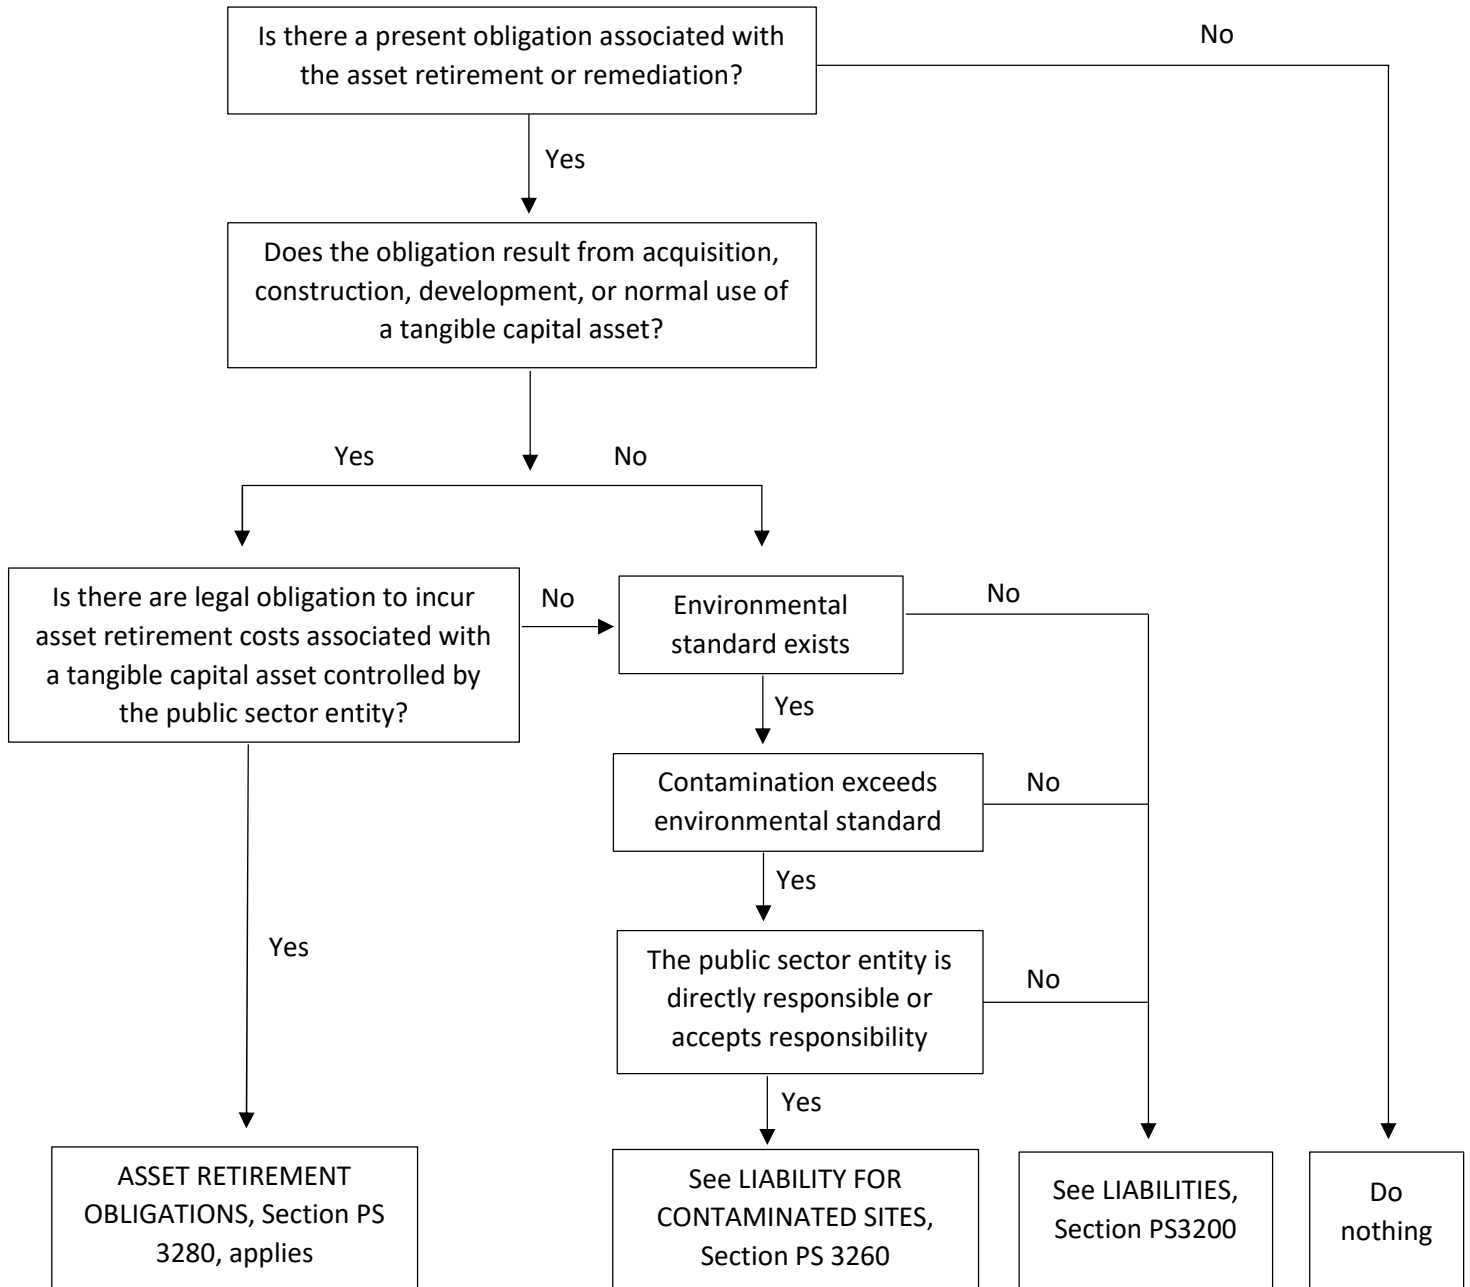 Is there a present obligation associated with
the asset retirement or remediation?
No
Yes
Does the obligation result from acquisition,
construction, development, or normal use of
a tangible capital asset?
Yes
No
Is there are legal obligation to incur
asset retirement costs associated with
a tangible capital asset controlled by
the public sector entity?
No
Environmental
standard exists
No
Yes
Contamination exceeds
environmental standard
No
Yes
Yes
The public sector entity is
directly responsible or
accepts responsibility
No
Yes
ASSET RETIREMENT
OBLIGATIONS, Section PS
3280, applies
See LIABILITY FOR
CONTAMINATED SITES,
Section PS 3260
See LIABILITIES,
Section PS3200
Do
nothing